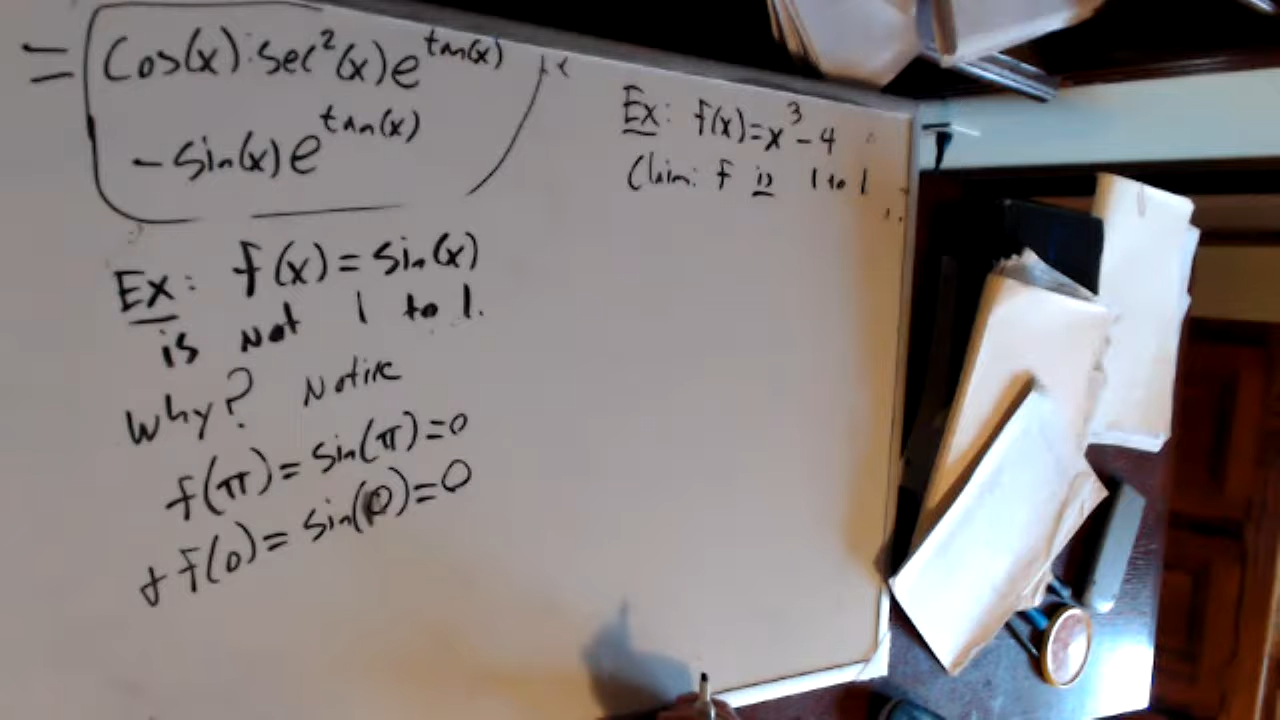 = Cos(x)·sec²(x)e^tan(x)
- sin(x)e^tan(x)
Ex: f(x)=sin(x)
is not 1 to 1.
Why? Notice
f(π)=sin(π)=0
+ f(0)=sin(0)=0
Ex: f(x)=x³-4
Claim: f is 1 to 1